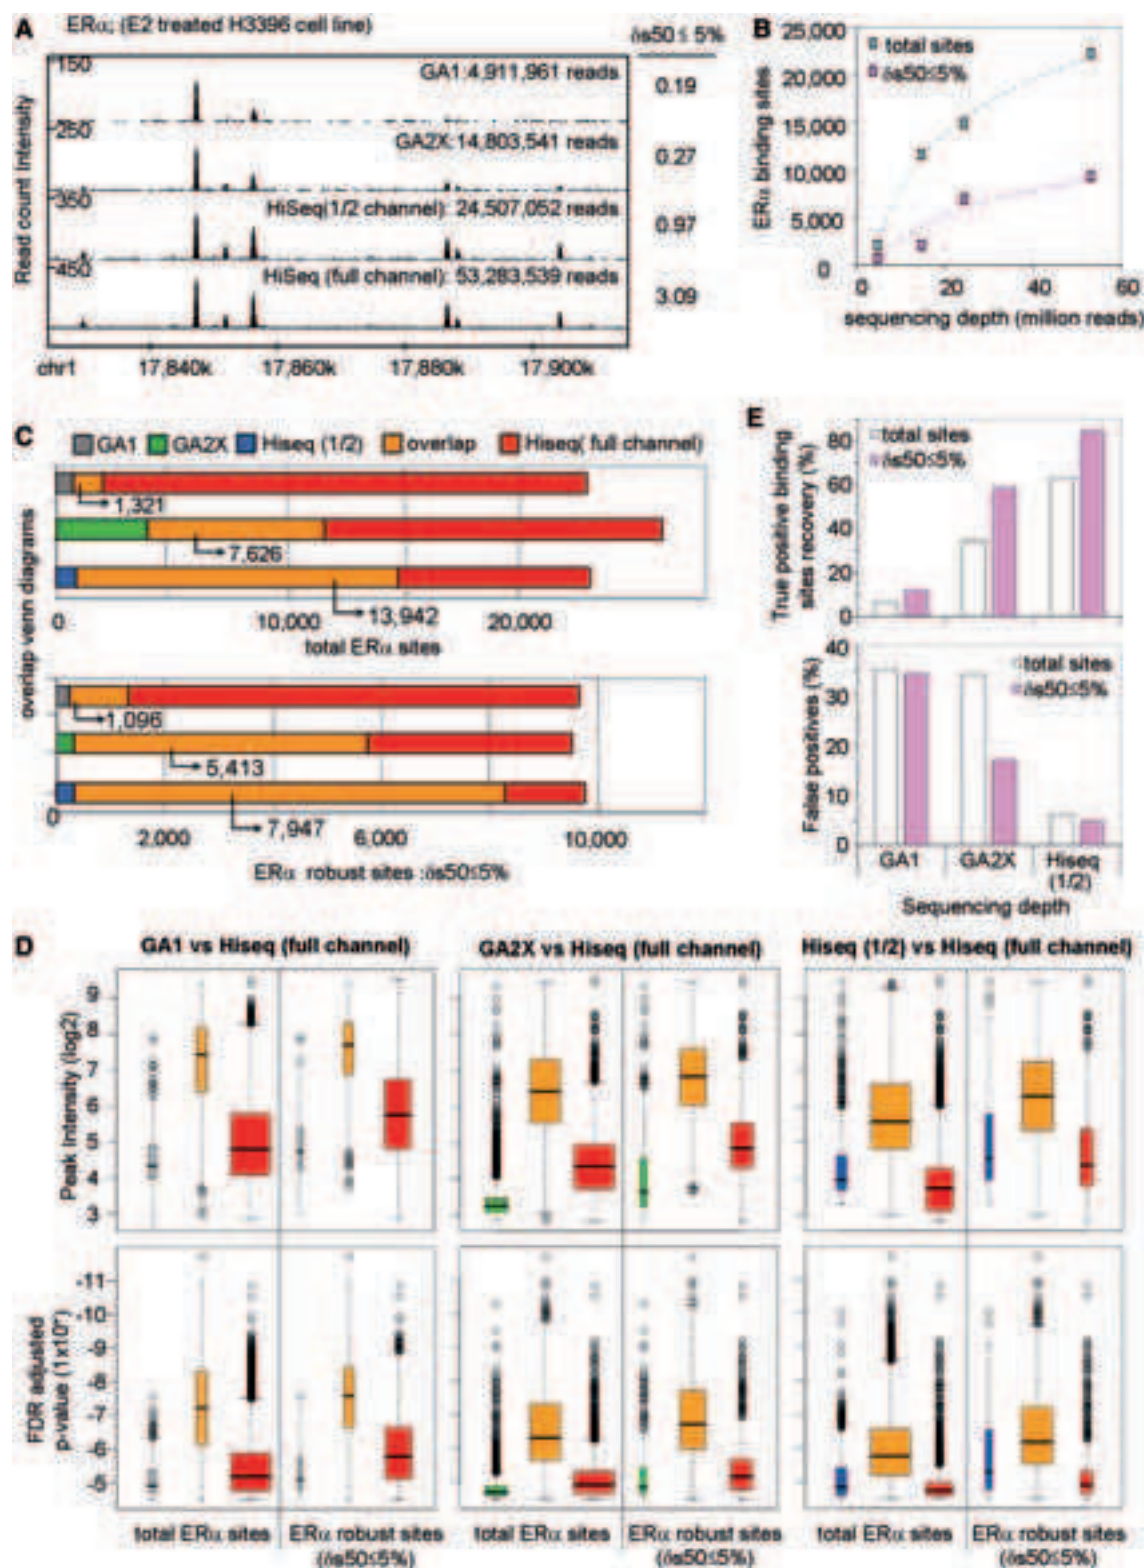 A
ERα; (E2 treated H3396 cell line)
δs50 ≤ 5%
Read count Intensity
150
GA1:4,911,961 reads
0.19
250
GA2X:14,803,541 reads
0.27
350
HiSeq(1/2 channel): 24,507,052 reads
0.97
450
HiSeq (full channel): 53,283,539 reads
3.09
chr1 17,840k 17,860k 17,880k 17,900k
B
ERα binding sites
25,000
20,000
15,000
10,000
5,000
0
total sites
δs50≤5%
0 20 40 60
sequencing depth (million reads)
C
GA1 GA2X Hiseq (1/2) overlap Hiseq( full channel)
overlap venn diagrams
1,321
7,626
13,942
0 10,000 20,000
total ERα sites
1,096
5,413
7,947
0 2,000 6,000 10,000
ERα robust sites :δs50≤5%
E
True positive binding
sites recovery (%)
80
60
40
20
0
total sites
δs50≤5%
False positives (%)
40
30
20
10
0
total sites
δs50≤5%
GA1 GA2X Hiseq
(1/2)
Sequencing depth
D
GA1 vs Hiseq (full channel)
GA2X vs Hiseq (full channel)
Hiseq (1/2) vs Hiseq (full channel)
Peak Intensity (log2)
9
8
7
6
5
4
3
FDR adjusted
p-value (1x10ˣ)
-11
-10
-9
-8
-7
-6
-5
total ERα sites
ERα robust sites
(δs50≤5%)
total ERα sites
ERα robust sites
(δs50≤5%)
total ERα sites
ERα robust sites
(δs50≤5%)